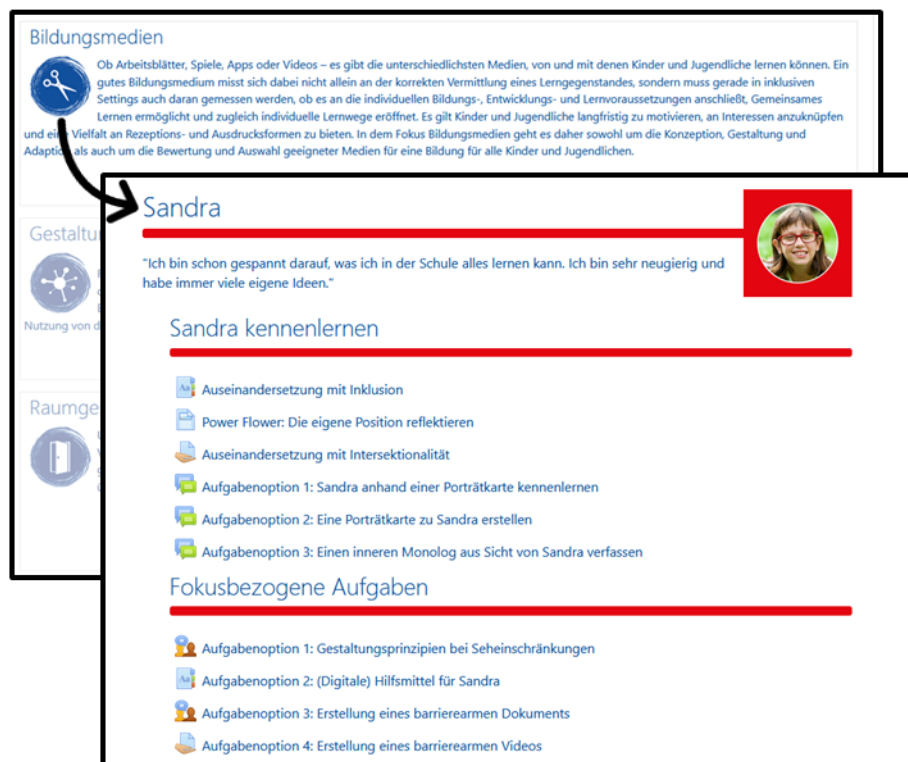 Bildungsmedien
Ob Arbeitsblätter, Spiele, Apps oder Videos – es gibt die unterschiedlichsten Medien, von und mit denen Kinder und Jugendliche lernen können. Ein
gutes Bildungsmedium misst sich dabei nicht allein an der korrekten Vermittlung eines Lerngegenstandes, sondern muss gerade in inklusiven
Settings auch daran gemessen werden, ob es an die individuellen Bildungs-, Entwicklungs- und Lernvoraussetzungen anschließt, Gemeinsames
Lernen ermöglicht und zugleich individuelle Lernwege eröffnet. Es gilt Kinder und Jugendliche langfristig zu motivieren, an Interessen anzuknüpfen
und eine Vielfalt an Rezeptions- und Ausdrucksformen zu bieten. In dem Fokus Bildungsmedien geht es daher sowohl um die Konzeption, Gestaltung und
Adaption als auch um die Bewertung und Auswahl geeigneter Medien für eine Bildung für alle Kinder und Jugendlichen.
Gestaltu
Nutzung von d
Raumge
Sandra
"Ich bin schon gespannt darauf, was ich in der Schule alles lernen kann. Ich bin sehr neugierig und
habe immer viele eigene Ideen."
Sandra kennenlernen
Auseinandersetzung mit Inklusion
Power Flower: Die eigene Position reflektieren
Auseinandersetzung mit Intersektionalität
Aufgabenoption 1: Sandra anhand einer Porträtkarte kennenlernen
Aufgabenoption 2: Eine Porträtkarte zu Sandra erstellen
Aufgabenoption 3: Einen inneren Monolog aus Sicht von Sandra verfassen
Fokusbezogene Aufgaben
Aufgabenoption 1: Gestaltungsprinzipien bei Seheinschränkungen
Aufgabenoption 2: (Digitale) Hilfsmittel für Sandra
Aufgabenoption 3: Erstellung eines barrierearmen Dokuments
Aufgabenoption 4: Erstellung eines barrierearmen Videos